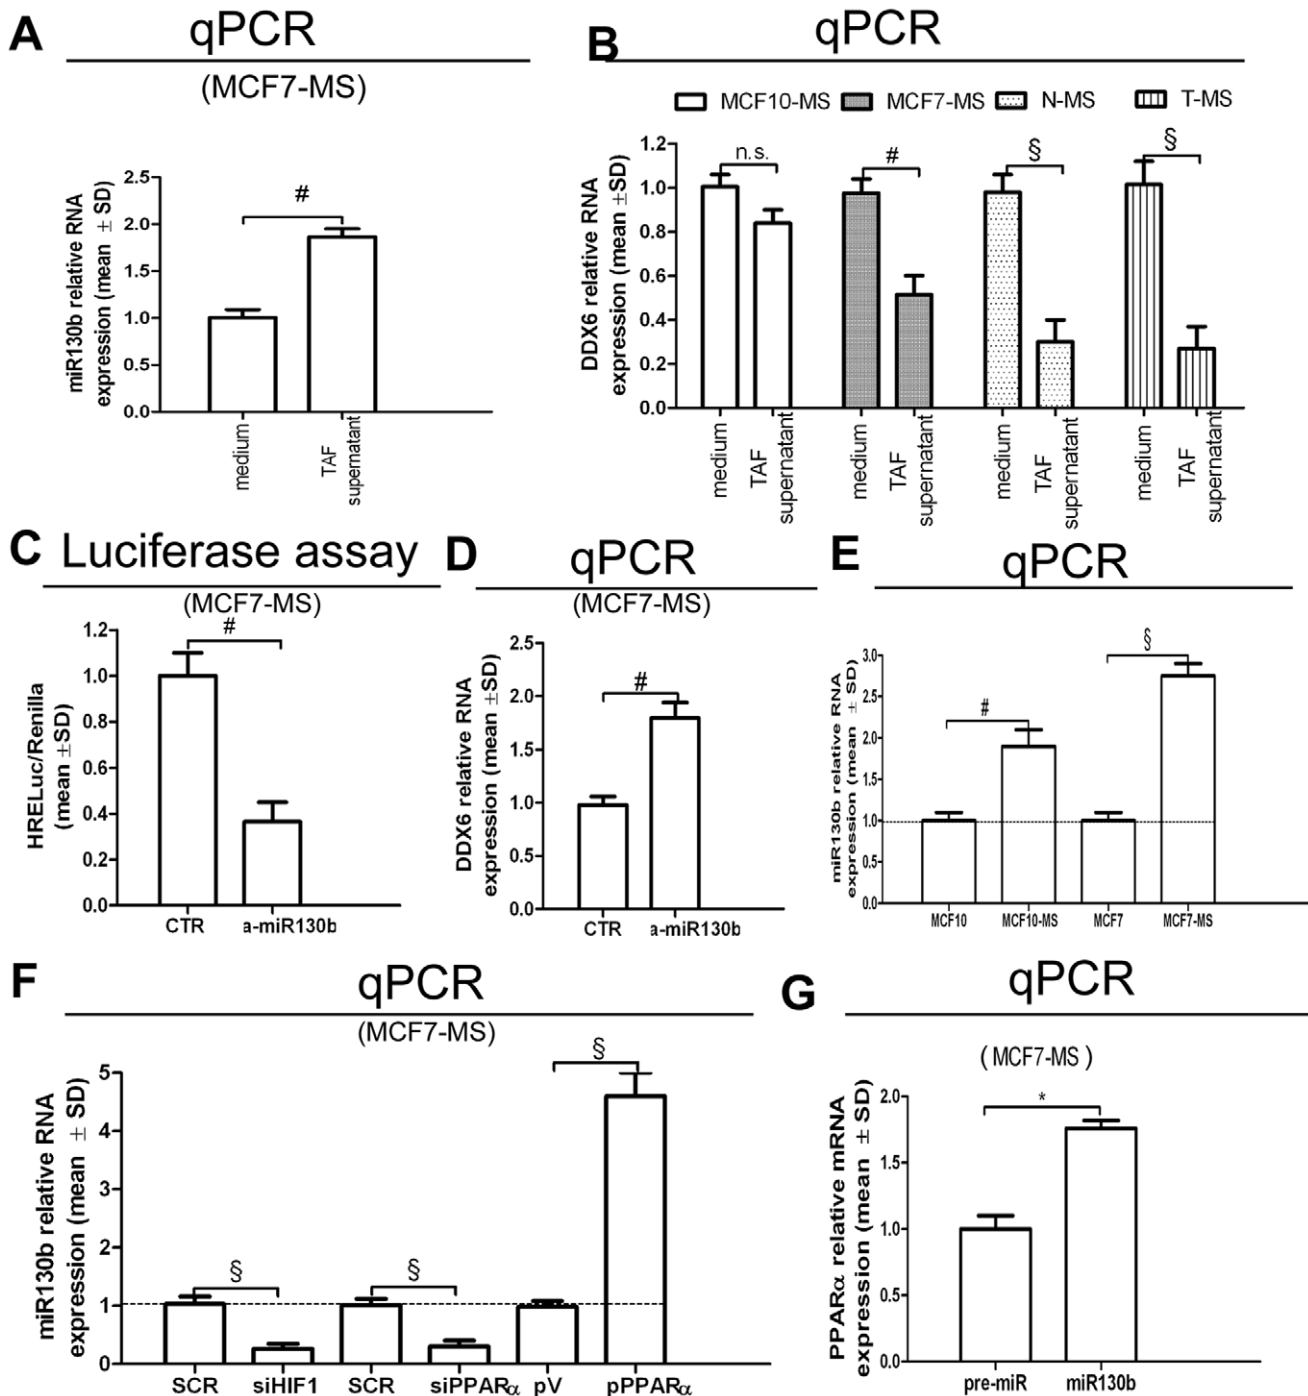 A
qPCR
(MCF7-MS)
miR130b relative RNA
expression (mean ± SD)
2.5
2.0
1.5
1.0
0.5
0.0
#
medium
TAF
supernatant
B
qPCR
MCF10-MS
MCF7-MS
N-MS
T-MS
DDX6 relative RNA
expression (mean ±SD)
1.2
1.0
0.8
0.6
0.4
0.2
0.0
n.s.
#
§
§
medium
TAF
supernatant
medium
TAF
supernatant
medium
TAF
supernatant
medium
TAF
supernatant
C
Luciferase assay
(MCF7-MS)
HRELuc/Renilla
(mean ±SD)
1.2
1.0
0.8
0.6
0.4
0.2
0.0
#
CTR
a-miR130b
D
qPCR
(MCF7-MS)
DDX6 relative RNA
expression (mean ±SD)
2.5
2.0
1.5
1.0
0.5
0.0
#
CTR
a-miR130b
E
qPCR
miR130b relative RNA
expression (mean ± SD)
3.0
2.5
2.0
1.5
1.0
0.5
0.0
#
§
MCF10
MCF10-MS
MCF7
MCF7-MS
F
qPCR
(MCF7-MS)
miR130b relative RNA
expression (mean ± SD)
5
4
3
2
1
0
§
§
§
SCR
siHIF1
SCR
siPPARα
pV
pPPARα
G
qPCR
(MCF7-MS)
PPARα relative mRNA
expression (mean ± SD)
2.0
1.5
1.0
0.5
0.0
*
pre-miR
miR130b